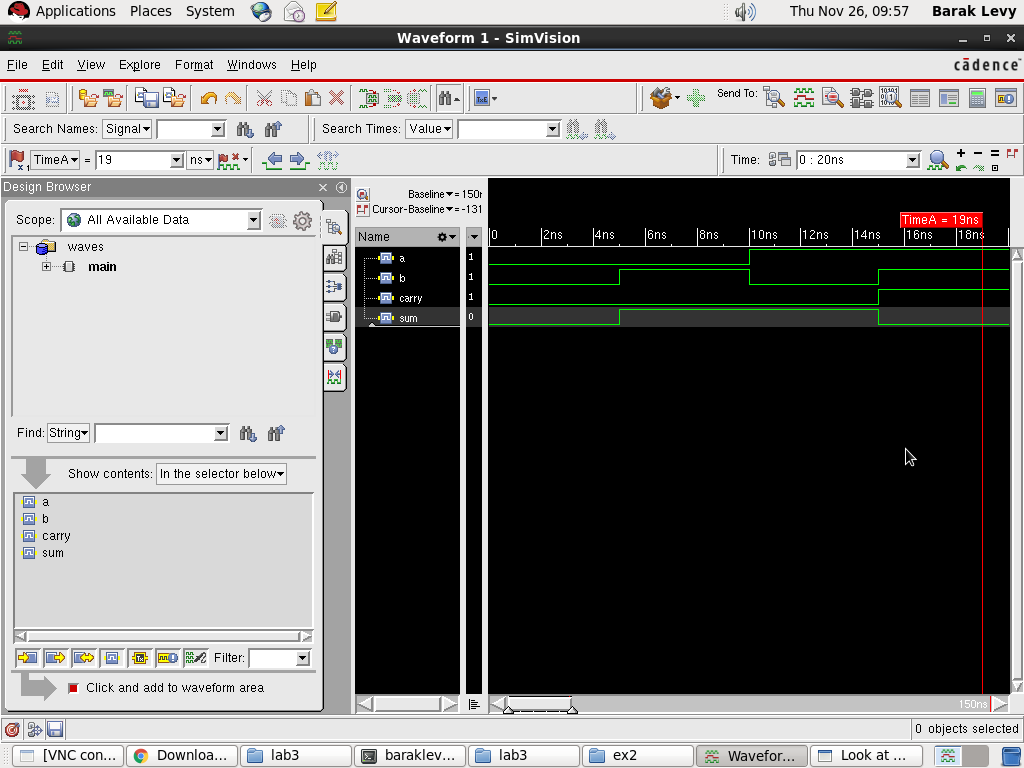 Applications Places System Thu Nov 26, 09:57 Barak Levy
Waveform 1 - SimVision
File Edit View Explore Format Windows Help cādence
Send To:
Search Names: Signal Search Times: Value
TimeA = 19 ns Time: 0 : 20ns
Design Browser
Scope: All Available Data
waves
main
Find: String
Show contents: In the selector below
a
b
carry
sum
Filter:
Click and add to waveform area
Baseline = 150n
Cursor-Baseline = -131
Name
a 1
b 1
carry 1
sum 0
TimeA = 19ns
0 2ns 4ns 6ns 8ns 10ns 12ns 14ns 16ns 18ns
150ns
0 objects selected
[VNC con... Downloa... lab3 baraklev... lab3 ex2 Wavefor... Look at ...